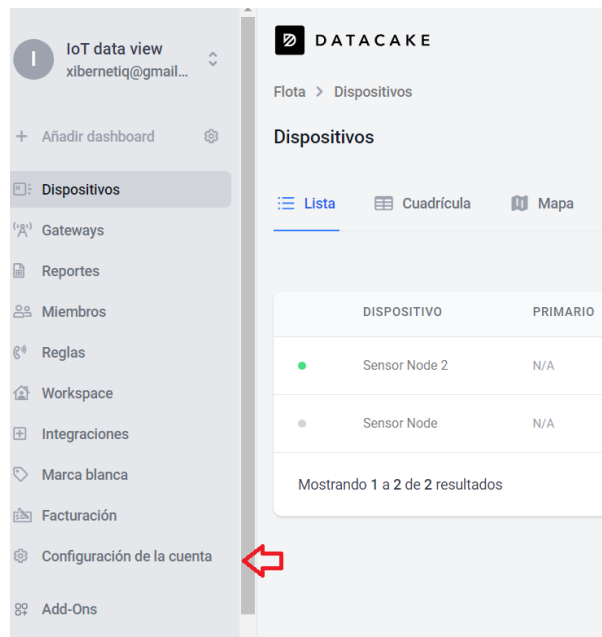 I
IoT data view
xibernetiq@gmail...
+ Añadir dashboard
Dispositivos
Gateways
Reportes
Miembros
Reglas
Workspace
Integraciones
Marca blanca
Facturación
Configuración de la cuenta
Add-Ons
DATACAKE
Flota > Dispositivos
Dispositivos
Lista Cuadrícula Mapa
DISPOSITIVO PRIMARIO
Sensor Node 2 N/A
Sensor Node N/A
Mostrando 1 a 2 de 2 resultados